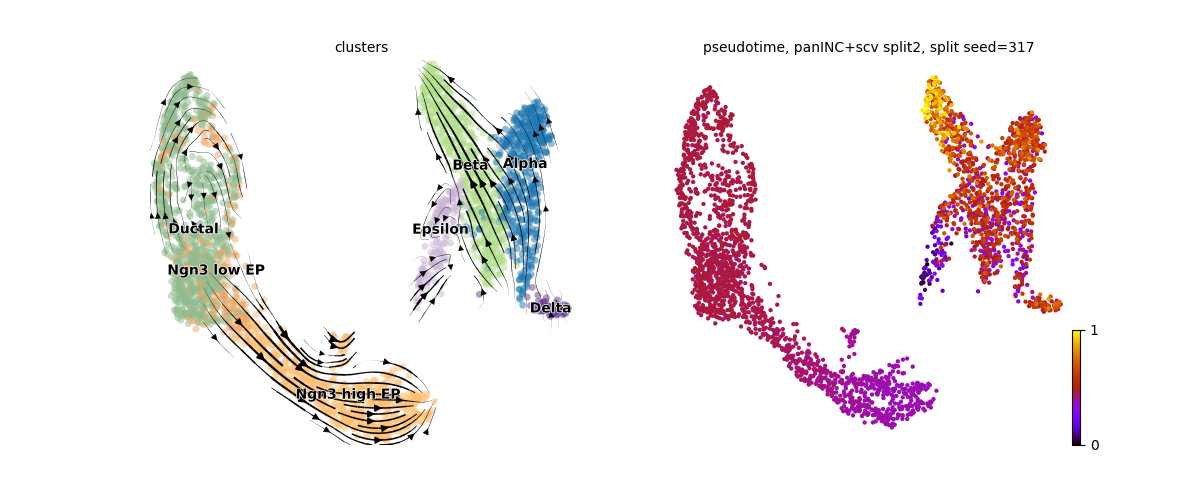 clusters
pseudotime, panINC+scv split2, split seed=317
Beta
Alpha
Ductal
Epsilon
Ngn3 low EP
Delta
Ngn3 high EP
1
0